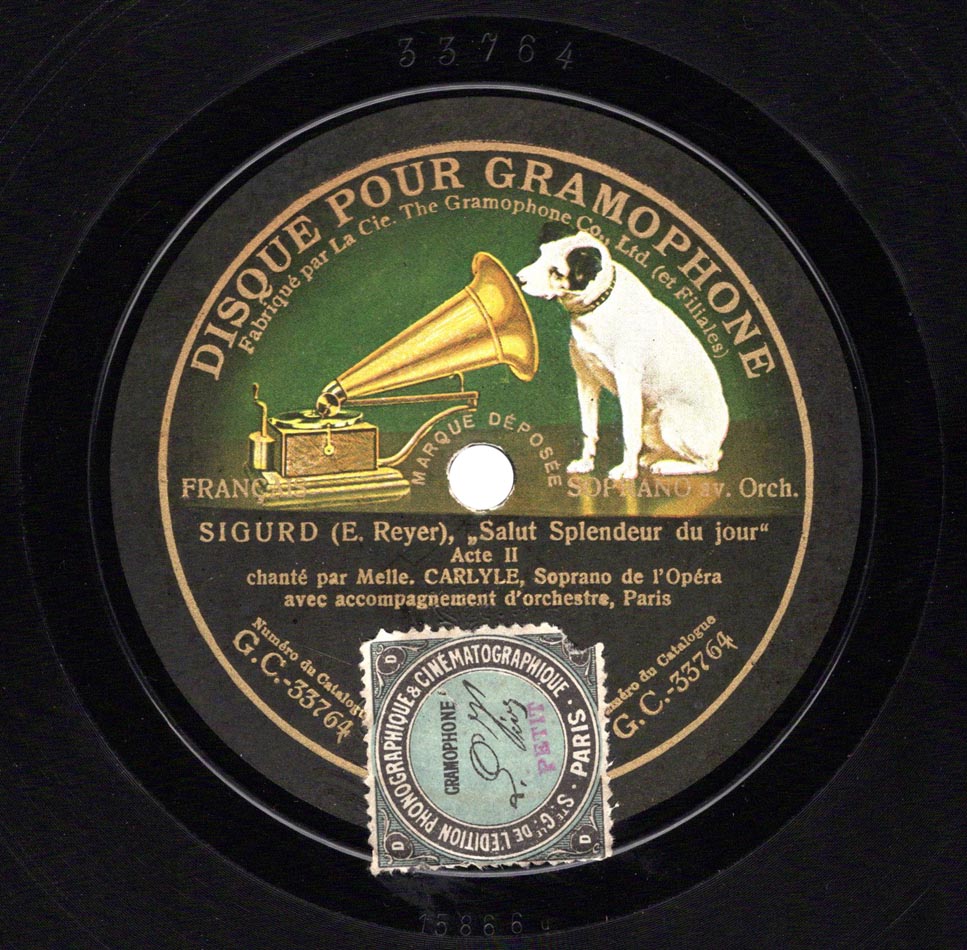 33764
DISQUE POUR GRAMOPHONE
Fabriqué par La Cie. The Gramophone Co., Ltd. (et Filiales)
MARQUE DÉPOSÉE
FRANÇAIS
SOPRANO av. Orch.
SIGURD (E. Reyer), „Salut Splendeur du jour“
Acte II
chanté par Melle. CARLYLE, Soprano de l'Opéra
avec accompagnement d'orchestre, Paris
Numéro du Catalogue
G.C.-33764
Numéro du Catalogue
G.C.-33764
STE. GLE. DE L'ÉDITION PHONOGRAPHIQUE & CINÉMATOGRAPHIQUE · PARIS ·
D
D
D
D
GRAMOPHONE
PETIT
15866